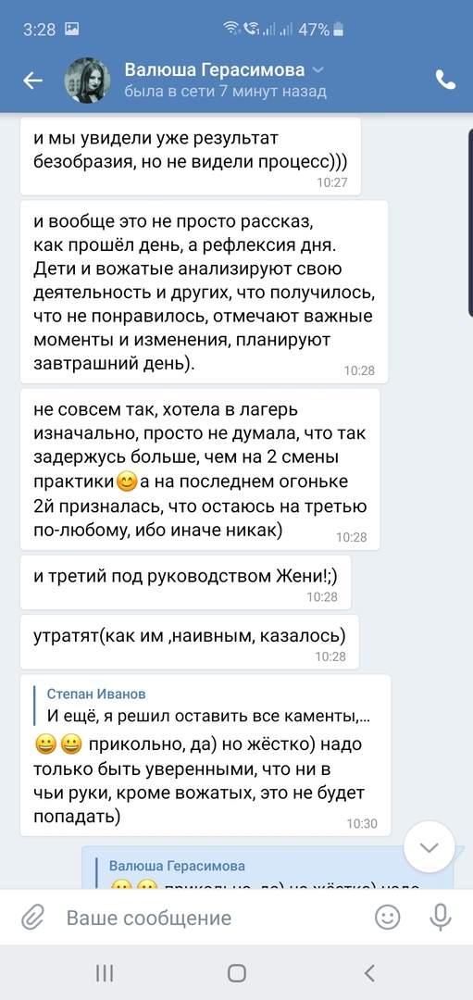 3:28
47%
Валюша Герасимова
была в сети 7 минут назад
и мы увидели уже результат
безобразия, но не видели процесс)))
10:27
и вообще это не просто рассказ,
как прошёл день, а рефлексия дня.
Дети и вожатые анализируют свою
деятельность и других, что получилось,
что не понравилось, отмечают важные
моменты и изменения, планируют
завтрашний день).
10:28
не совсем так, хотела в лагерь
изначально, просто не думала, что так
задержусь больше, чем на 2 смены
практики😊а на последнем огоньке
2й призналась, что остаюсь на третью
по-любому, ибо иначе никак)
10:28
и третий под руководством Жени!;)
10:28
утратят(как им ,наивным, казалось)
10:28
Степан Иванов
И ещё, я решил оставить все каменты,...
😀😀 прикольно, да) но жёстко) надо
только быть уверенными, что ни в
чьи руки, кроме вожатых, это не будет
попадать)
10:30
Валюша Герасимова
😀😀 прикольно, да) но жёстко) надо
Ваше сообщение